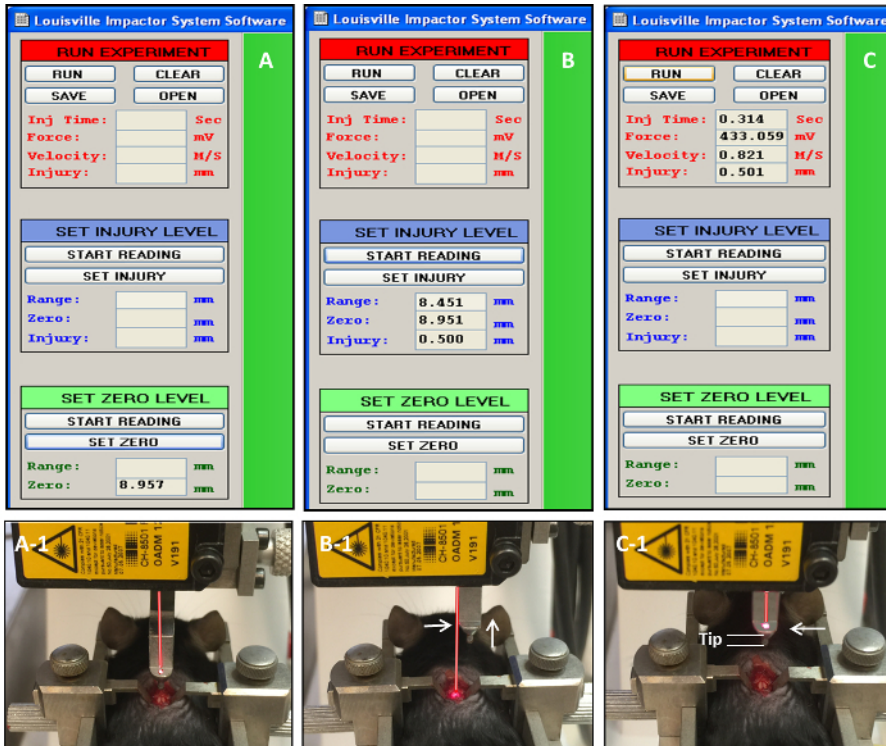 Louisville Impactor System Software
RUN EXPERIMENT
A
RUN CLEAR
SAVE OPEN
Inj Time: Sec
Force: mV
Velocity: M/S
Injury: mm
SET INJURY LEVEL
START READING
SET INJURY
Range: mm
Zero: mm
Injury: mm
SET ZERO LEVEL
START READING
SET ZERO
Range: mm
Zero: 8.957 mm
Louisville Impactor System Software
RUN EXPERIMENT
B
RUN CLEAR
SAVE OPEN
Inj Time: Sec
Force: mV
Velocity: M/S
Injury: mm
SET INJURY LEVEL
START READING
SET INJURY
Range: 8.451 mm
Zero: 8.951 mm
Injury: 0.500 mm
SET ZERO LEVEL
START READING
SET ZERO
Range: mm
Zero: mm
Louisville Impactor System Software
RUN EXPERIMENT
C
RUN CLEAR
SAVE OPEN
Inj Time: 0.314 Sec
Force: 433.059 mV
Velocity: 0.821 M/S
Injury: 0.501 mm
SET INJURY LEVEL
START READING
SET INJURY
Range: mm
Zero: mm
Injury: mm
SET ZERO LEVEL
START READING
SET ZERO
Range: mm
Zero: mm
A-1
CH-8501
OADM
V191
B-1
CH-8501
OADM
V191
C-1
CH-8501
OADM
V191
Tip